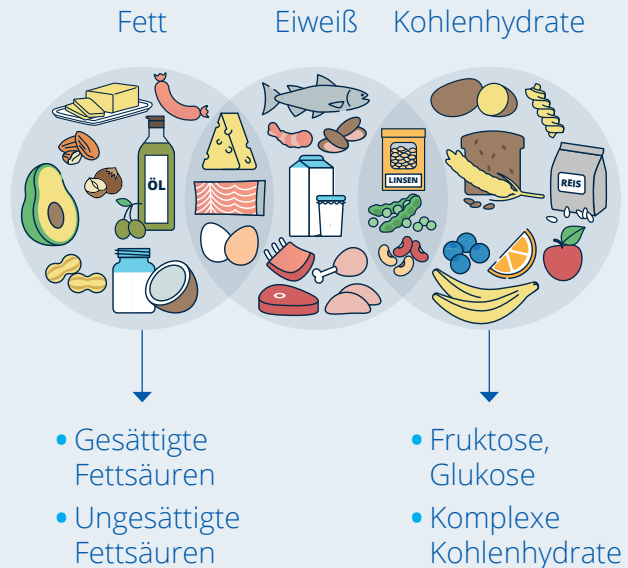 Fett
Eiweiß
Kohlenhydrate
ÖL
LINSEN
REIS
• Gesättigte
Fettsäuren
• Ungesättigte
Fettsäuren
• Fruktose,
Glukose
• Komplexe
Kohlenhydrate